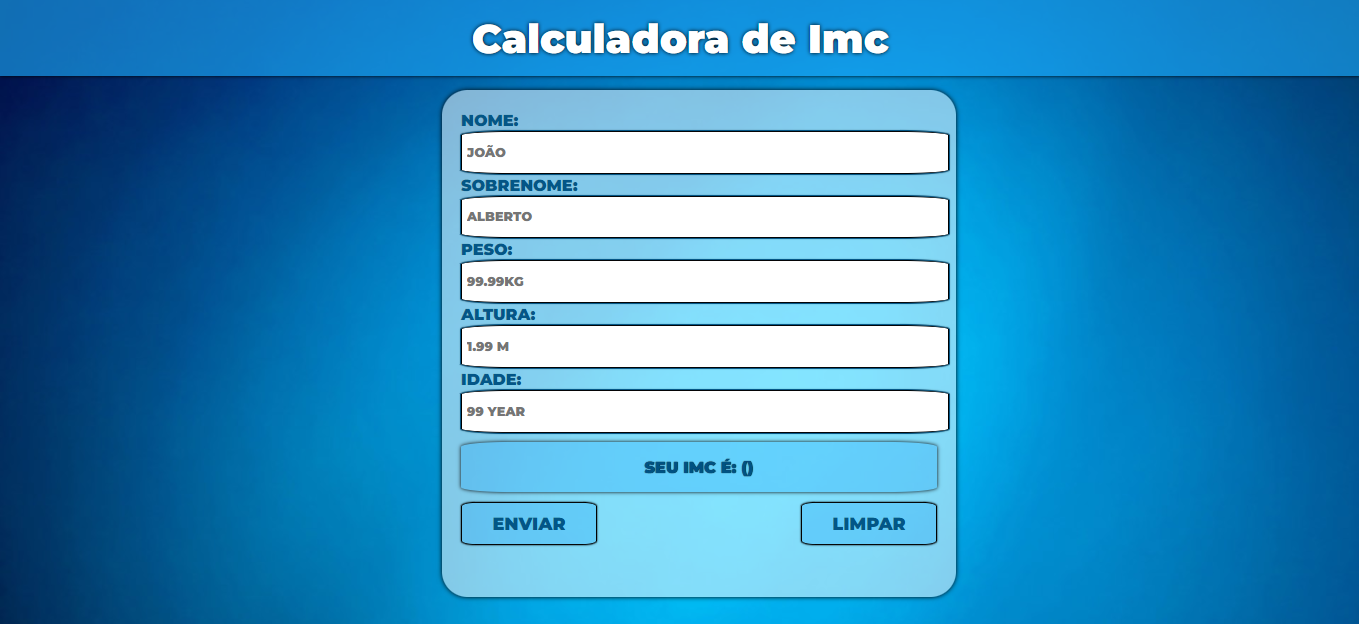 Calculadora de Imc
NOME:
JOÃO
SOBRENOME:
ALBERTO
PESO:
99.99KG
ALTURA:
1.99 M
IDADE:
99 YEAR
SEU IMC É: ()
ENVIAR LIMPAR